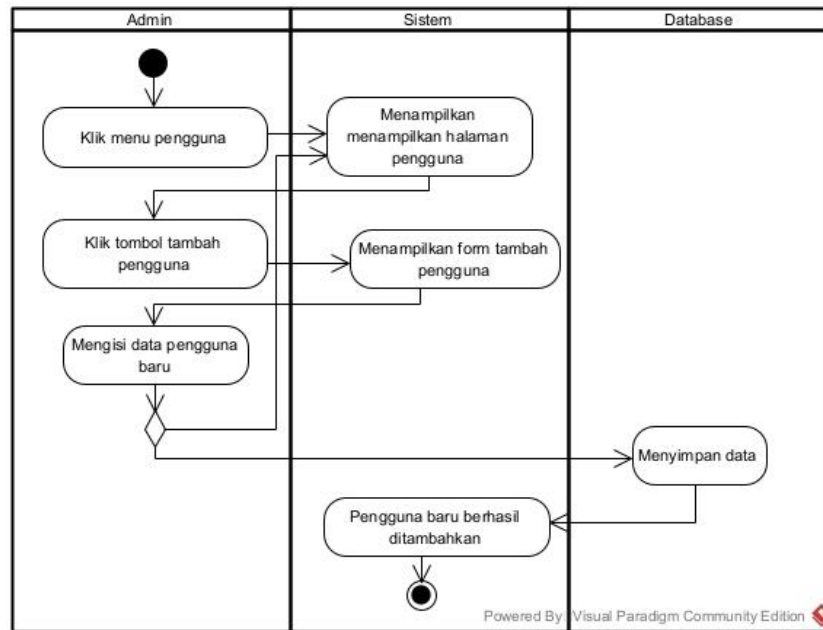 Admin
Sistem
Database
Klik menu pengguna
Menampilkan
menampilkan halaman
pengguna
Klik tombol tambah
pengguna
Menampilkan form tambah
pengguna
Mengisi data pengguna
baru
Menyimpan data
Pengguna baru berhasil
ditambahkan
Powered By: Visual Paradigm Community Edition